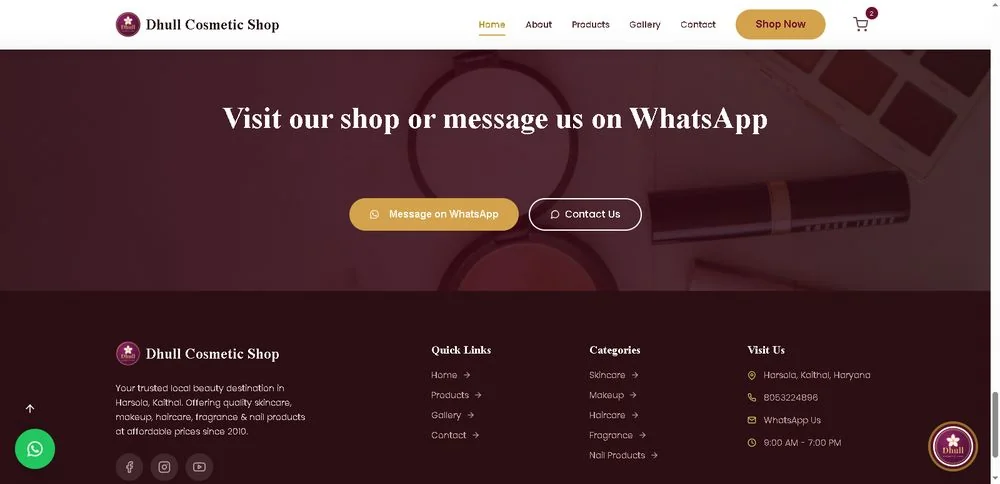 Dhull Cosmetic Shop
Home About Products Gallery Contact Shop Now 2
Visit our shop or message us on WhatsApp
Message on WhatsApp Contact Us
Dhull
Dhull Cosmetic Shop
Your trusted local beauty destination in
Harsola, Kaithal. Offering quality skincare,
makeup, haircare, fragrance & nail products
at affordable prices since 2010.
Quick Links
Home →
Products →
Gallery →
Contact →
Categories
Skincare →
Makeup →
Haircare →
Fragrance →
Nail Products →
Visit Us
Harsola, Kaithal, Haryana
8053224896
WhatsApp Us
9:00 AM - 7:00 PM
Dhull